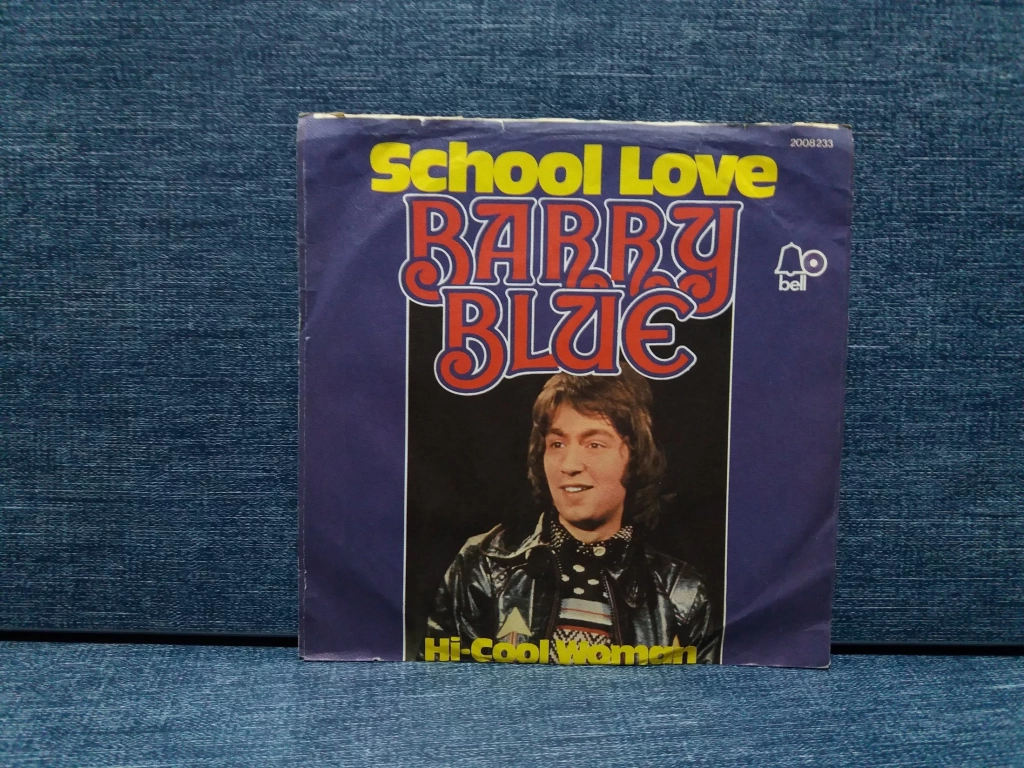 2008233
School Love
BARRY
BLUE
bell
Hi-Cool Woman